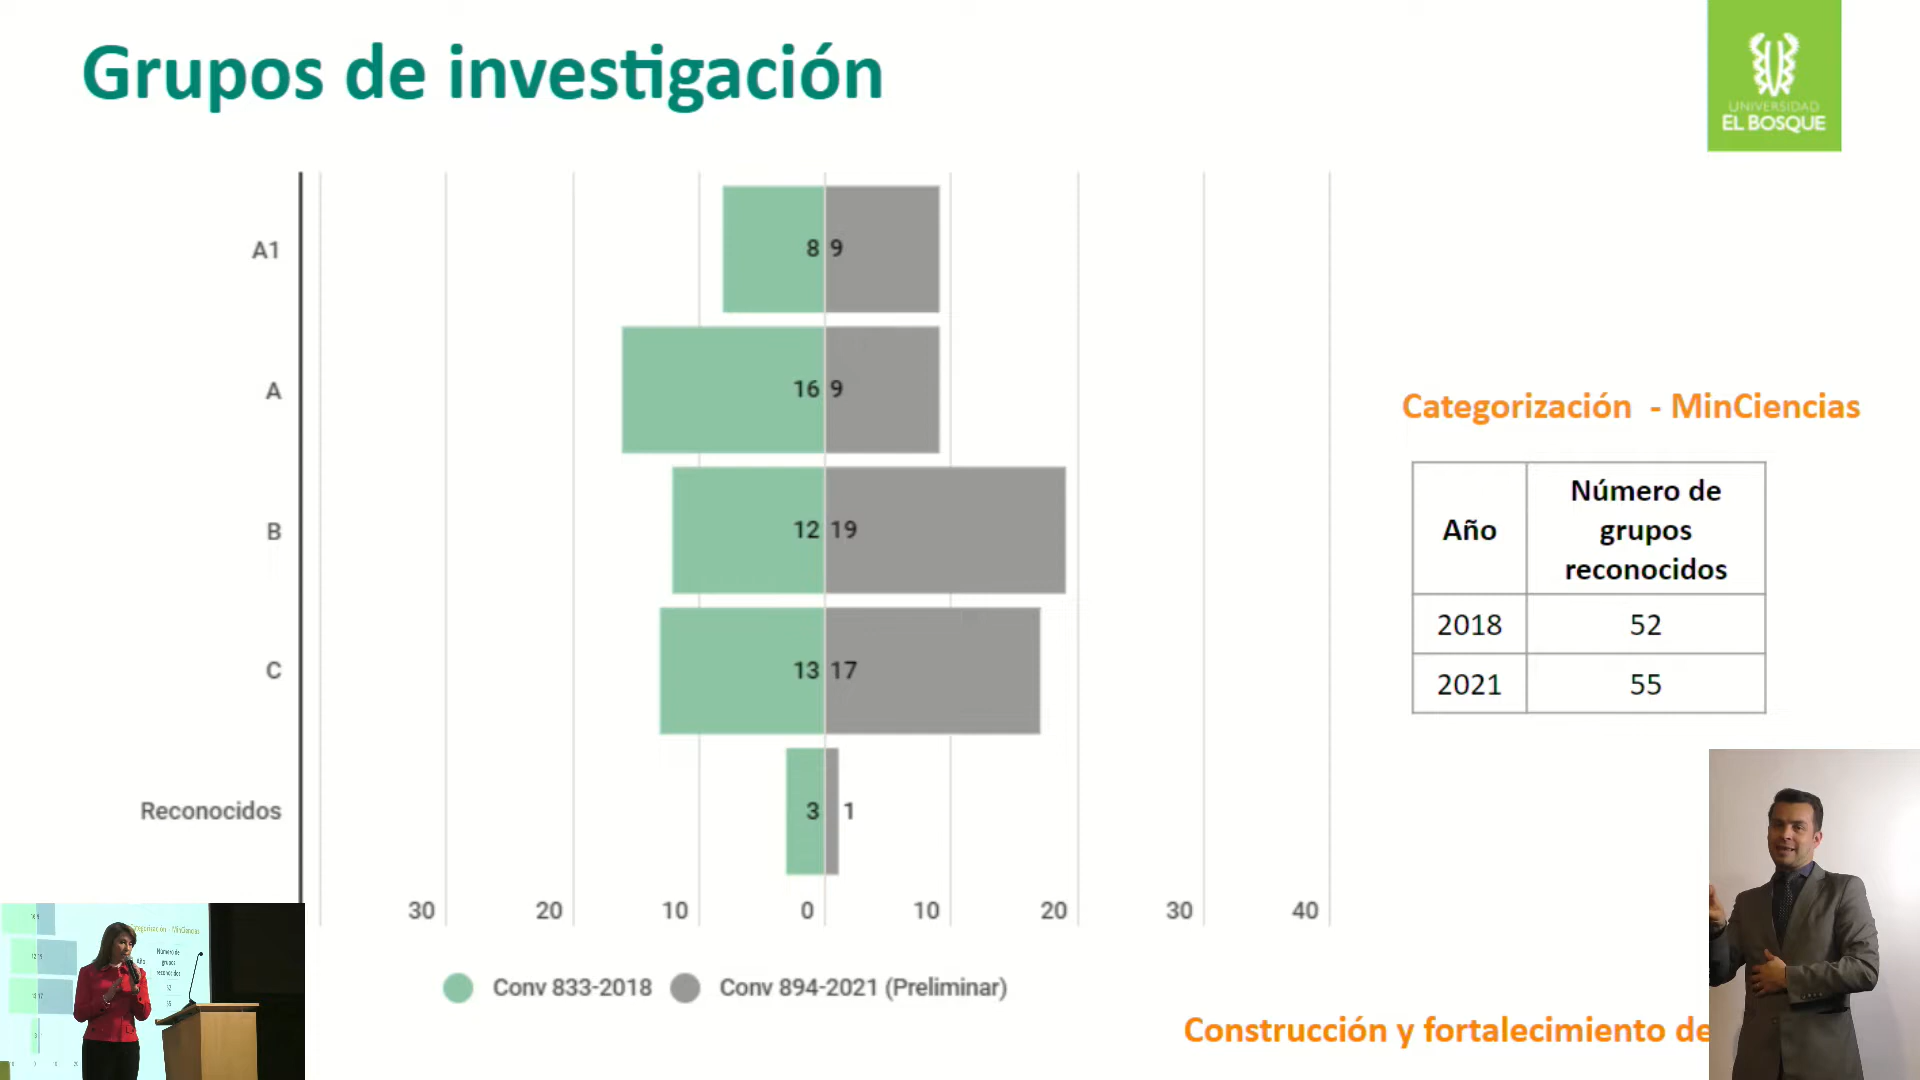 Grupos de investigación
UNIVERSIDAD
EL BOSQUE
A1
8
9
A
16
9
B
12
19
C
13
17
Reconocidos
3
1
30
20
10
0
10
20
30
40
Conv 833-2018
Conv 894-2021 (Preliminar)
Categorización - MinCiencias
Año
Número de
grupos
reconocidos
2018
52
2021
55
Construcción y fortalecimiento de